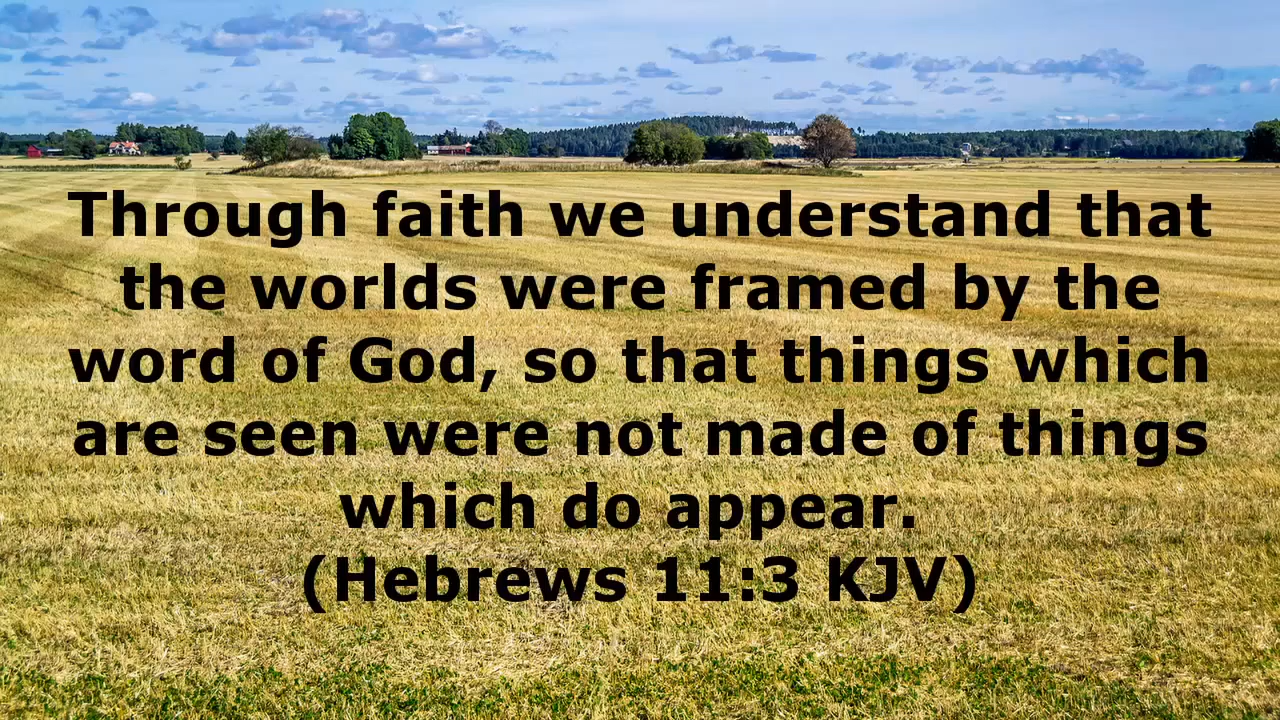 Through faith we understand that
the worlds were framed by the
word of God, so that things which
are seen were not made of things
which do appear.
(Hebrews 11:3 KJV)